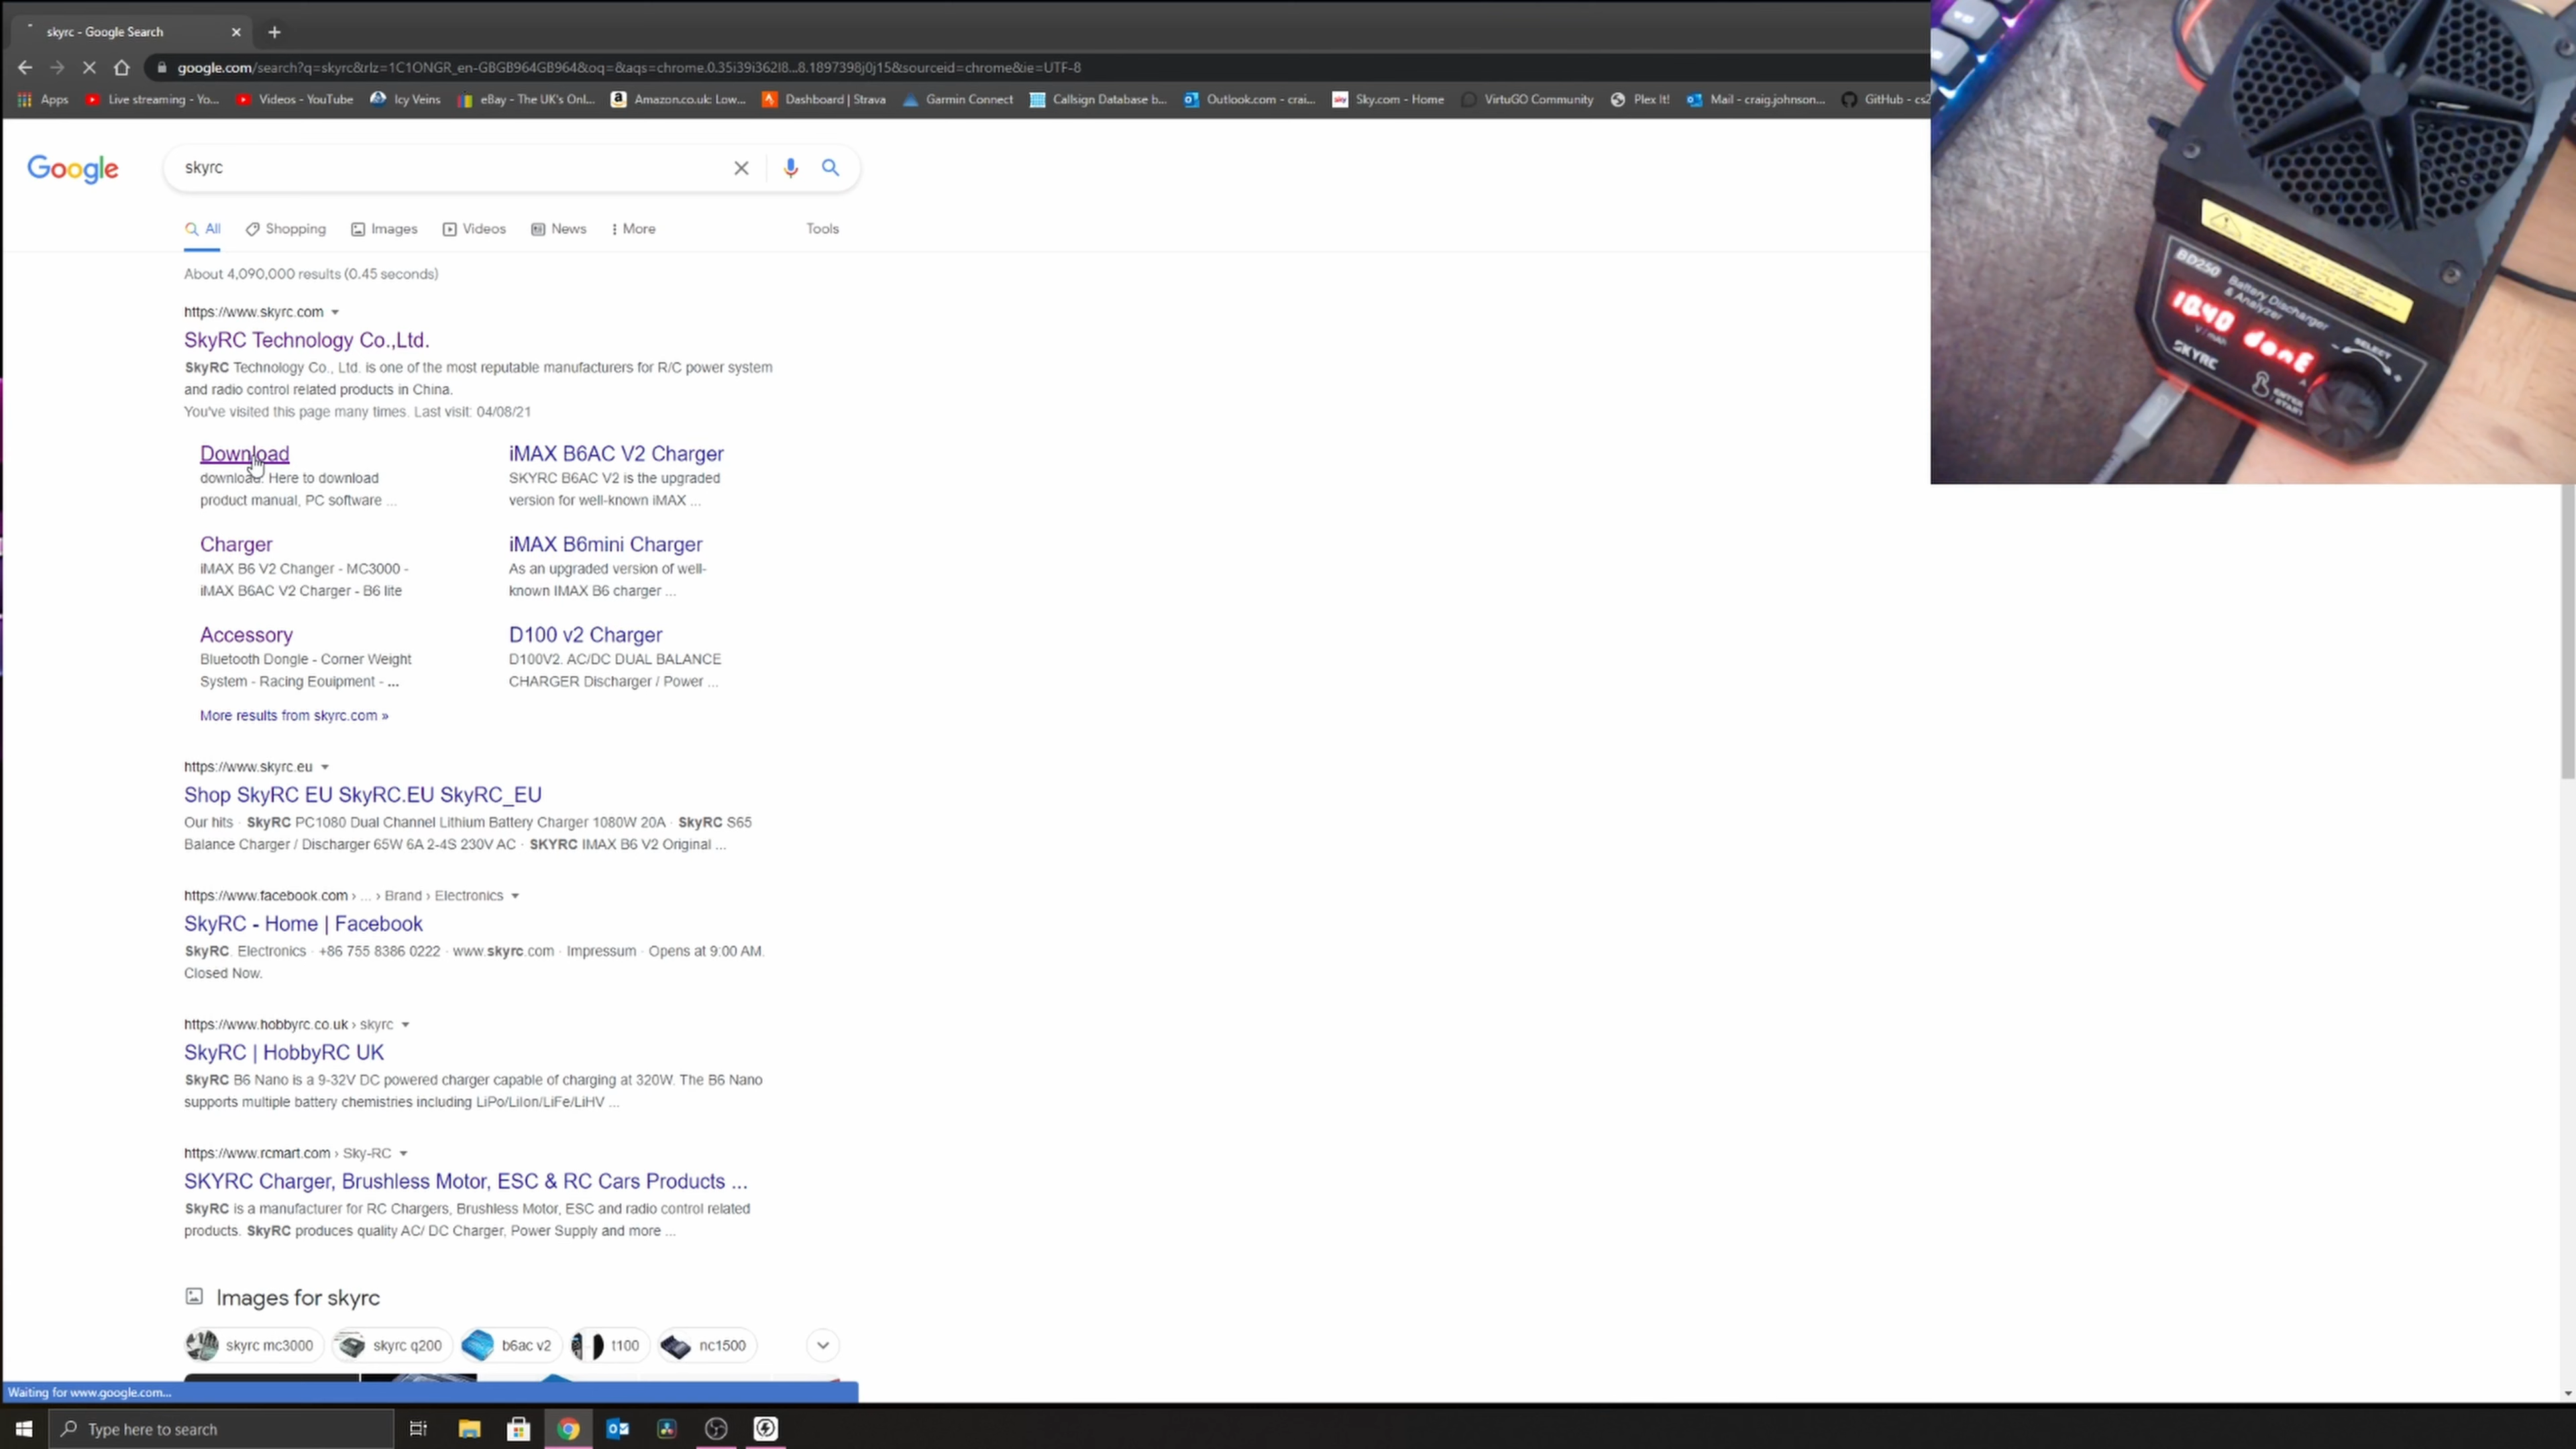 skyrc - Google Search
google.com/search?q=skyrc&rlz=1C1ONGR_en-GBGB964GB964&oq=&aqs=chrome.0.35i39i362l8...8.1897398j0j15&sourceid=chrome&ie=UTF-8
Apps Live streaming - Yo... Videos - YouTube Icy Veins eBay - The UK's Onl... Amazon.co.uk: Low... Dashboard | Strava Garmin Connect Callsign Database b... Outlook.com - crai... Sky.com - Home VirtuGO Community Plex It! Mail - craig.johnson... GitHub - cs2
Google
skyrc
All Shopping Images Videos News More Tools
About 4,090,000 results (0.45 seconds)
https://www.skyrc.com
SkyRC Technology Co.,Ltd.
SkyRC Technology Co., Ltd. is one of the most reputable manufacturers for R/C power system
and radio control related products in China.
You've visited this page many times. Last visit: 04/08/21
Download
download. Here to download
product manual, PC software ...
iMAX B6AC V2 Charger
SKYRC B6AC V2 is the upgraded
version for well-known iMAX ...
Charger
iMAX B6 V2 Changer - MC3000 -
iMAX B6AC V2 Charger - B6 lite
iMAX B6mini Charger
As an upgraded version of well-
known IMAX B6 charger ...
Accessory
Bluetooth Dongle - Corner Weight
System - Racing Eouipment - ...
D100 v2 Charger
D100V2. AC/DC DUAL BALANCE
CHARGER Discharger / Power ...
More results from skyrc.com »
https://www.skyrc.eu
Shop SkyRC EU SkyRC.EU SkyRC_EU
Our hits · SkyRC PC1080 Dual Channel Lithium Battery Charger 1080W 20A · SkyRC S65
Balance Charger / Discharger 65W 6A 2-4S 230V AC · SKYRC IMAX B6 V2 Original ...
https://www.facebook.com › ... › Brand › Electronics
SkyRC - Home | Facebook
SkyRC. Electronics · +86 755 8386 0222 · www.skyrc.com · Impressum · Opens at 9:00 AM.
Closed Now.
https://www.hobbyrc.co.uk › skyrc
SkyRC | HobbyRC UK
SkyRC B6 Nano is a 9-32V DC powered charger capable of charging at 320W. The B6 Nano
supports multiple battery chemistries including LiPo/LiIon/LiFe/LiHV ...
https://www.rcmart.com › Sky-RC
SKYRC Charger, Brushless Motor, ESC & RC Cars Products ...
SkyRC is a manufacturer for RC Chargers, Brushless Motor, ESC and radio control related
products. SkyRC produces quality AC/ DC Charger, Power Supply and more ...
Images for skyrc
skyrc mc3000 skyrc q200 b6ac v2 t100 nc1500
Waiting for www.google.com...
Type here to search
BD250 Battery Discharger
& Analyzer
donE
V / mAh
A
SKYRC
SELECT
ENTER
/ START